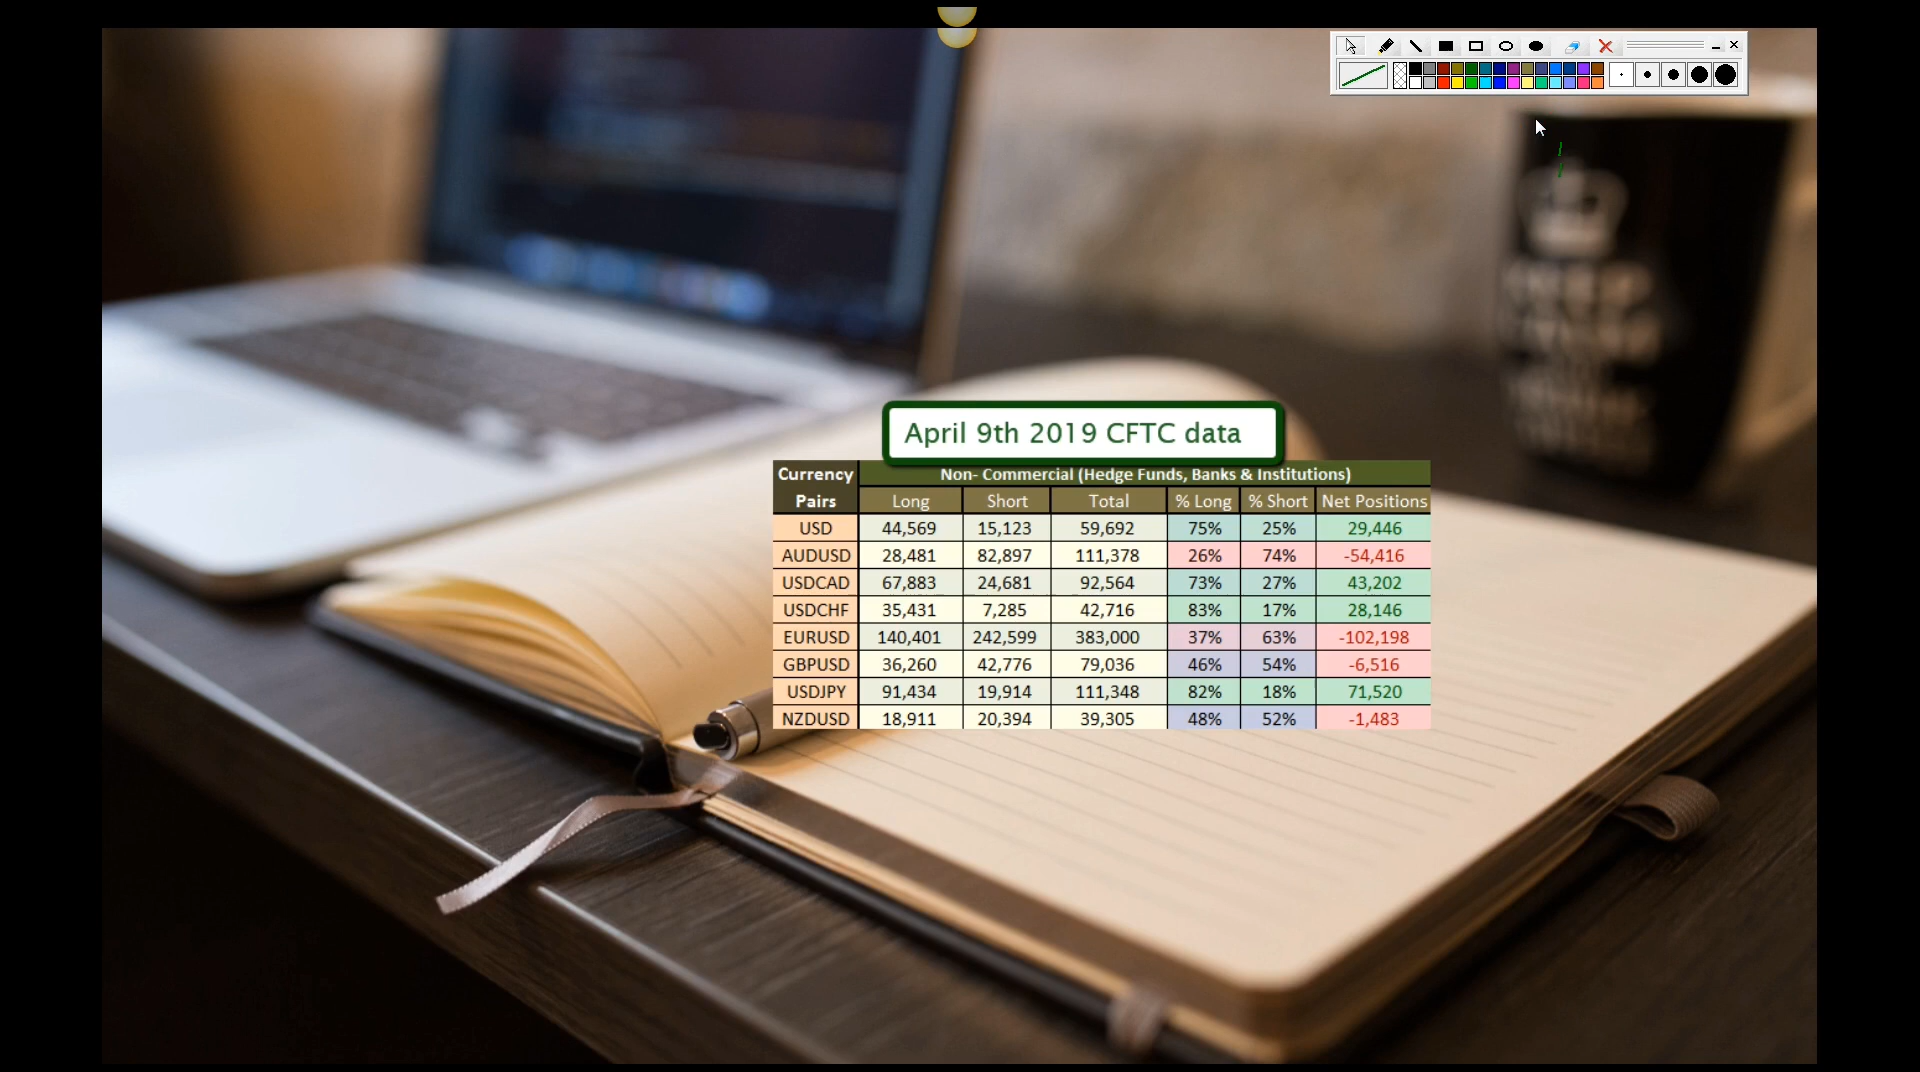 April 9th 2019 CFTC data
Currency Pairs Non- Commercial (Hedge Funds, Banks & Institutions)
Long Short Total % Long % Short Net Positions
USD 44,569 15,123 59,692 75% 25% 29,446
AUDUSD 28,481 82,897 111,378 26% 74% -54,416
USDCAD 67,883 24,681 92,564 73% 27% 43,202
USDCHF 35,431 7,285 42,716 83% 17% 28,146
EURUSD 140,401 242,599 383,000 37% 63% -102,198
GBPUSD 36,260 42,776 79,036 46% 54% -6,516
USDJPY 91,434 19,914 111,348 82% 18% 71,520
NZDUSD 18,911 20,394 39,305 48% 52% -1,483